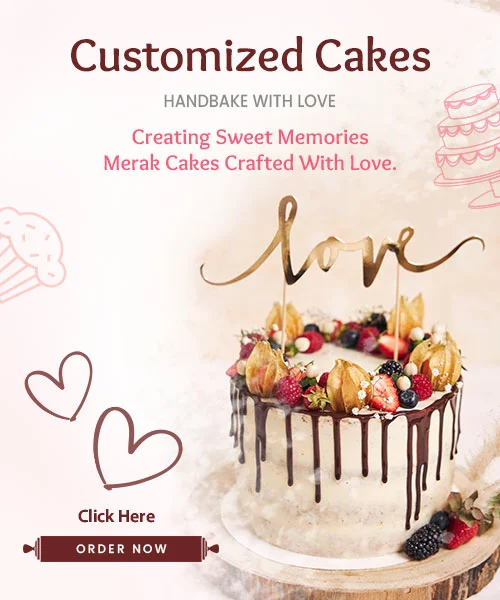 Customized Cakes
HANDBAKE WITH LOVE
Creating Sweet Memories
Merak Cakes Crafted With Love.
love
Click Here
ORDER NOW